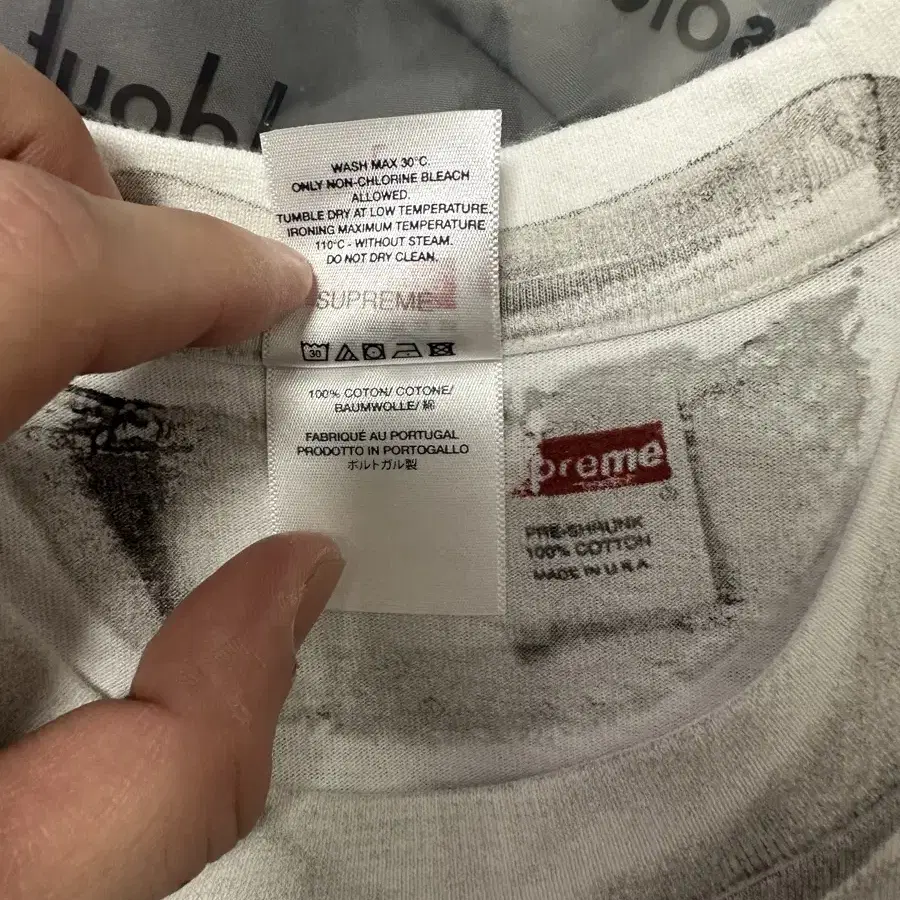 WASH MAX 30°C.
ONLY NON-CHLORINE BLEACH
ALLOWED.
TUMBLE DRY AT LOW TEMPERATURE.
IRONING MAXIMUM TEMPERATURE
110°C - WITHOUT STEAM.
DO NOT DRY CLEAN.
SUPREME
30
100% COTON/ COTONE/
BAUMWOLLE/ 綿
FABRIQUÉ AU PORTUGAL
PRODOTTO IN PORTOGALLO
ポルトガル製
preme
PRE-SHRUNK
100% COTTON
MADE IN U.S.A